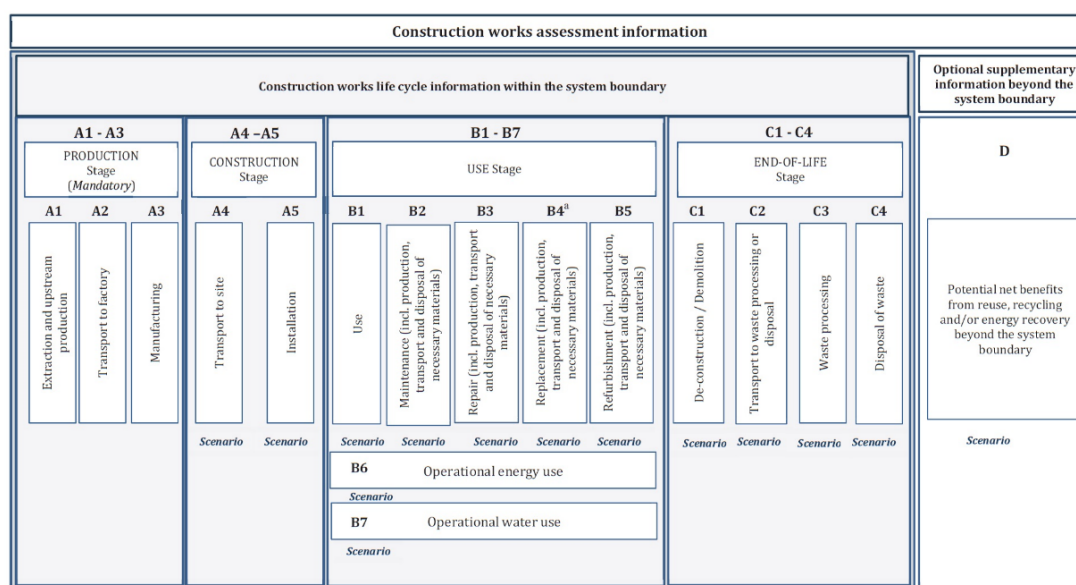 Construction works assessment information
Construction works life cycle information within the system boundary
Optional supplementary
information beyond the
system boundary
A1 - A3
PRODUCTION
Stage
(Mandatory)
A1
A2
A3
Extraction and upstream
production
Transport to factory
Manufacturing
A4 –A5
CONSTRUCTION
Stage
A4
A5
Transport to site
Installation
Scenario
Scenario
B1 - B7
USE Stage
B1
B2
B3
B4a
B5
Use
Maintenance (incl. production,
transport and disposal of
necessary materials)
Repair (incl. production, transport
and disposal of necessary
materials)
Replacement (incl. production,
transport and disposal of
necessary materials)
Refurbishment (incl. production,
transport and disposal of
necessary materials)
Scenario
Scenario
Scenario
Scenario
Scenario
B6 Operational energy use
Scenario
B7 Operational water use
Scenario
C1 - C4
END-OF-LIFE
Stage
C1
C2
C3
C4
De-construction / Demolition
Transport to waste processing or
disposal
Waste processing
Disposal of waste
Scenario
Scenario
Scenario
Scenario
D
Potential net benefits
from reuse, recycling
and/or energy recovery
beyond the system
boundary
Scenario